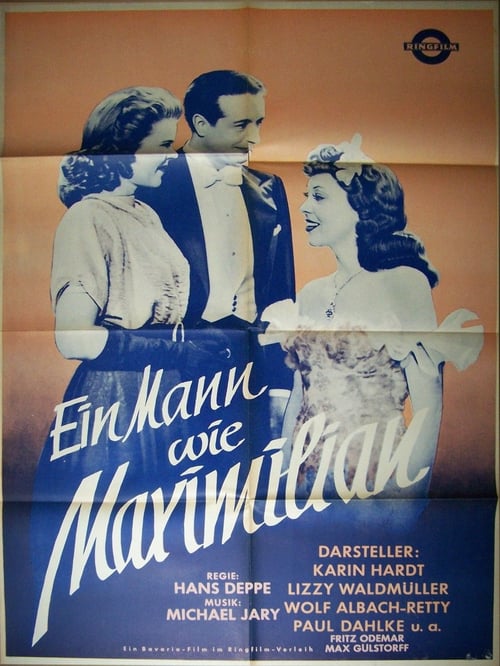 RINGFILM
Ein Mann
wie
Maximilian
REGIE:
HANS DEPPE
MUSIK:
MICHAEL JARY
DARSTELLER:
KARIN HARDT
LIZZY WALDMÜLLER
WOLF ALBACH-RETTY
PAUL DAHLKE u. a.
FRITZ ODEMAR
MAX GÜLSTORFF
Ein Bavaria-Film im Ringfilm-Verleih